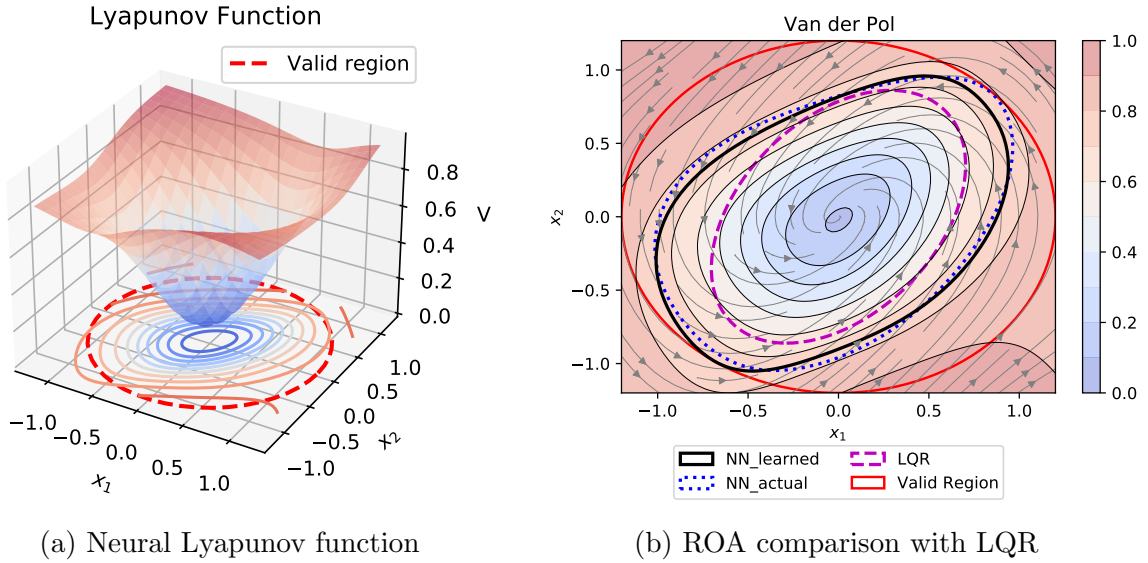 Lyapunov Function
Valid region
0.8
0.6
0.4
0.2
0.0
V
−1.0
−0.5
0.0
0.5
1.0
x1
−1.0
−0.5
0.0
0.5
1.0
x2
(a) Neural Lyapunov function
Van der Pol
1.0
0.5
0.0
−0.5
−1.0
x2
−1.0
−0.5
0.0
0.5
1.0
x1
1.0
0.8
0.6
0.4
0.2
0.0
NN_learned
NN_actual
LQR
Valid Region
(b) ROA comparison with LQR